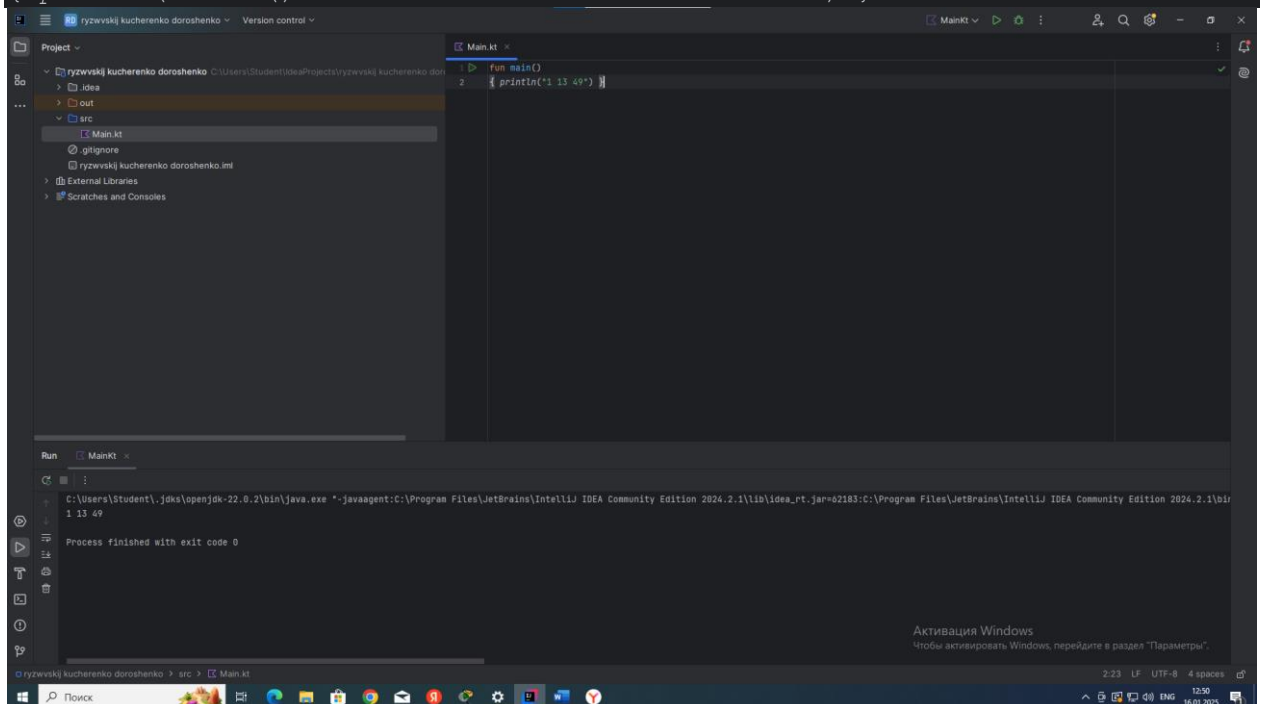 RD ryzwvskij kucherenko doroshenko Version control
MainKt
Project
Main.kt
ryzwvskij kucherenko doroshenko C:\Users\Student\IdeaProjects\ryzwvskij kucherenko dor
.idea
out
src
Main.kt
.gitignore
ryzwvskij kucherenko doroshenko.iml
External Libraries
Scratches and Consoles
1 fun main()
2 { println("1 13 49") }
Run MainKt
C:\Users\Student\.jdks\openjdk-22.0.2\bin\java.exe "-javaagent:C:\Program Files\JetBrains\IntelliJ IDEA Community Edition 2024.2.1\lib\idea_rt.jar=62183:C:\Program Files\JetBrains\IntelliJ IDEA Community Edition 2024.2.1\bin
1 13 49
Process finished with exit code 0
Активация Windows
Чтобы активировать Windows, перейдите в раздел "Параметры".
ryzwvskij kucherenko doroshenko > src > Main.kt
2:23 LF UTF-8 4 spaces
Поиск
ENG
12:50
16.01.2025